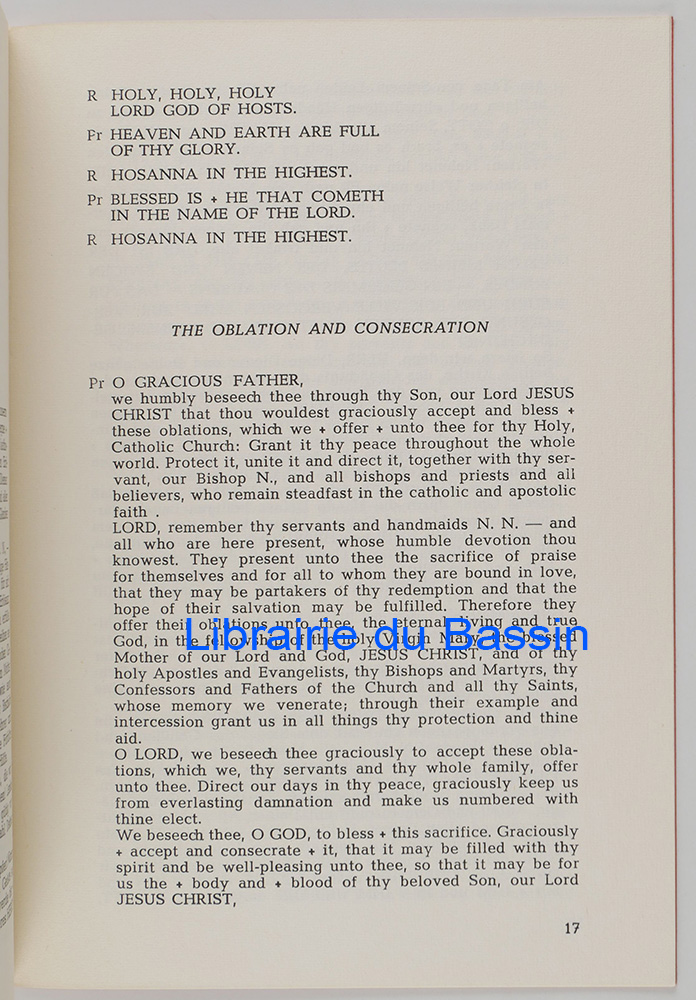 R HOLY, HOLY, HOLY
LORD GOD OF HOSTS.
Pr HEAVEN AND EARTH ARE FULL
OF THY GLORY.
R HOSANNA IN THE HIGHEST.
Pr BLESSED IS + HE THAT COMETH
IN THE NAME OF THE LORD.
R HOSANNA IN THE HIGHEST.
THE OBLATION AND CONSECRATION
Pr O GRACIOUS FATHER,
we humbly beseech thee through thy Son, our Lord JESUS
CHRIST that thou wouldest graciously accept and bless +
these oblations, which we + offer + unto thee for thy Holy,
Catholic Church: Grant it thy peace throughout the whole
world. Protect it, unite it and direct it, together with thy ser-
vant, our Bishop N., and all bishops and priests and all
believers, who remain steadfast in the catholic and apostolic
faith .
LORD, remember thy servants and handmaids N. N. — and
all who are here present, whose humble devotion thou
knowest. They present unto thee the sacrifice of praise
for themselves and for all to whom they are bound in love,
that they may be partakers of thy redemption and that the
hope of their salvation may be fulfilled. Therefore they
offer their oblations unto thee, the eternal, living and true
God, in the fellowship of the holy Virgin Mary, the blessed
Librairie du Bassin
Mother of our Lord and God, JESUS CHRIST, and of thy
holy Apostles and Evangelists, thy Bishops and Martyrs, thy
Confessors and Fathers of the Church and all thy Saints,
whose memory we venerate; through their example and
intercession grant us in all things thy protection and thine
aid.
O LORD, we beseech thee graciously to accept these obla-
tions, which we, thy servants and thy whole family, offer
unto thee. Direct our days in thy peace, graciously keep us
from everlasting damnation and make us numbered with
thine elect.
We beseech thee, O GOD, to bless + this sacrifice. Graciously
+ accept and consecrate + it, that it may be filled with thy
spirit and be well-pleasing unto thee, so that it may be for
us the + body and + blood of thy beloved Son, our Lord
JESUS CHRIST,
17